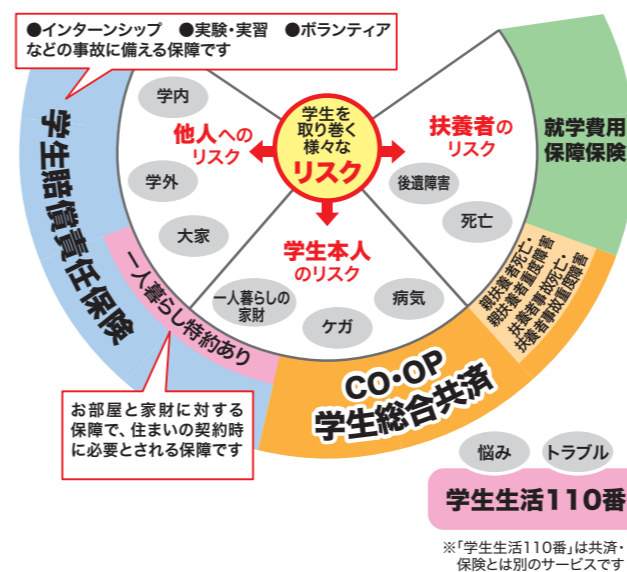 ●インターンシップ ●実験・実習 ●ボランティア
などの事故に備える保障です
学生を
取り巻く
様々な
リスク
他人への
リスク
学内
学外
大家
扶養者の
リスク
後遺障害
死亡
学生本人
のリスク
一人暮らしの
家財
ケガ
病気
学生賠償責任保険
一人暮らし特約あり
就学費用
保障保険
親扶養者死亡・
親扶養者重度障害
扶養者事故死亡・
扶養者事故重度障害
CO・OP
学生総合共済
お部屋と家財に対する
保障で、住まいの契約時
に必要とされる保障です
悩み
トラブル
学生生活110番
※「学生生活110番」は共済・
保険とは別のサービスです